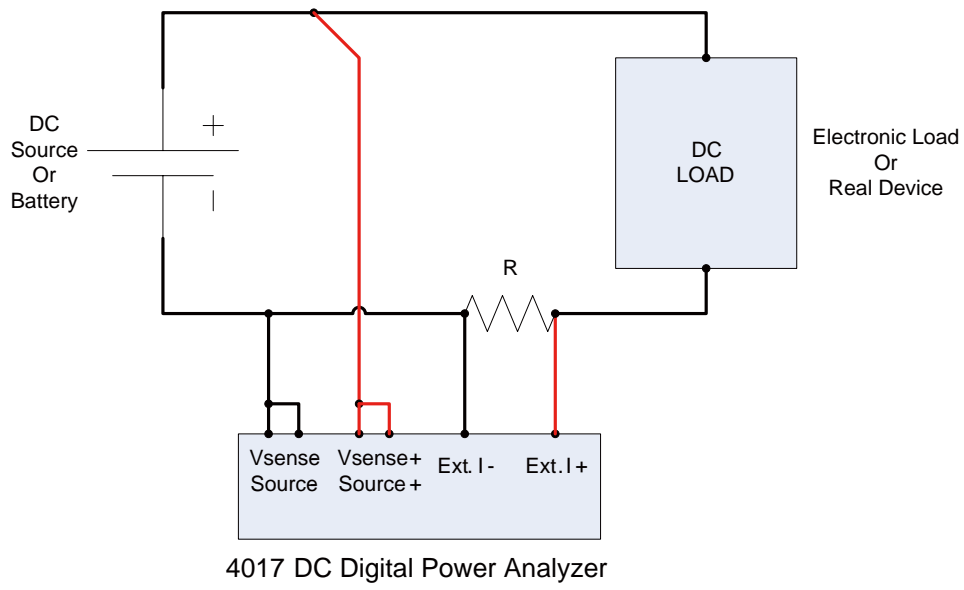 DC
Source
Or
Battery
+
DC
LOAD
Electronic Load
Or
Real Device
R
Vsense
Source
Vsense+
Source+
Ext. I -
Ext. I +
4017 DC Digital Power Analyzer